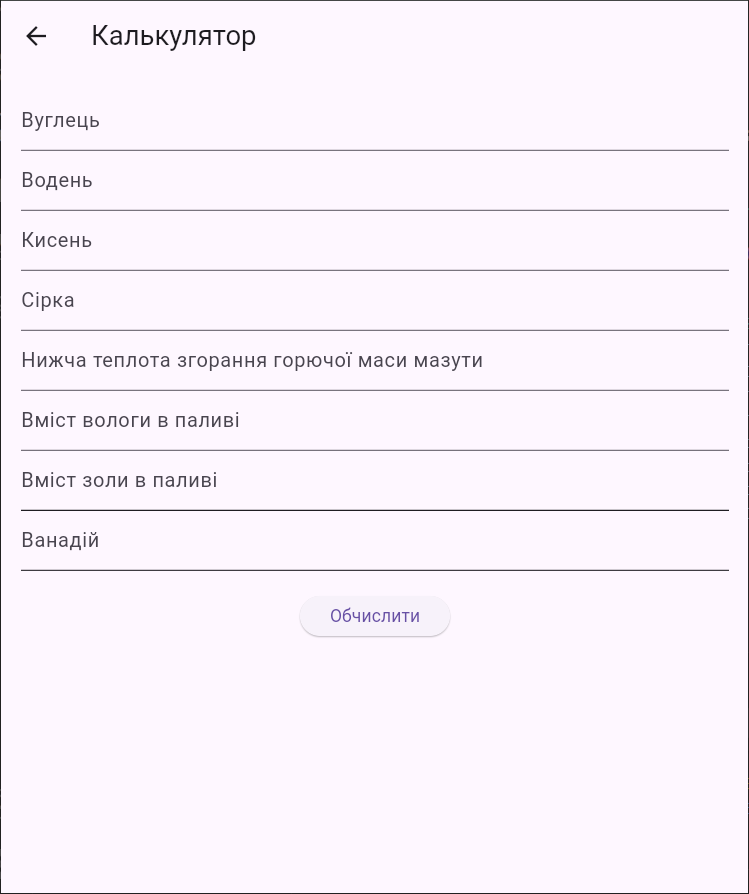 Калькулятор
Вуглець
Водень
Кисень
Сірка
Нижча теплота згорання горючої маси мазути
Вміст вологи в паливі
Вміст золи в паливі
Ванадій
Обчислити